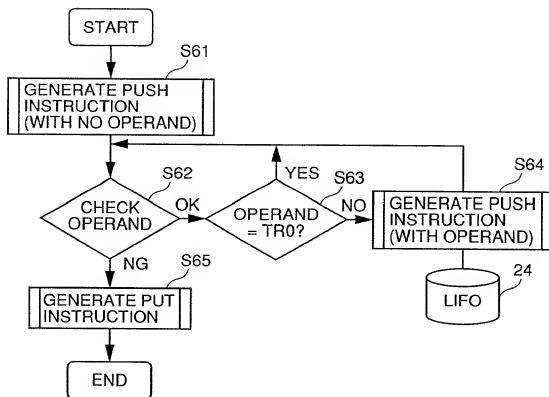 START
S61
GENERATE PUSH
INSTRUCTION
(WITH NO OPERAND)
S62
CHECK
OPERAND
OK
NG
S63
YES
OPERAND
= TR0?
NO
S64
GENERATE PUSH
INSTRUCTION
(WITH OPERAND)
24
LIFO
S65
GENERATE PUT
INSTRUCTION
END